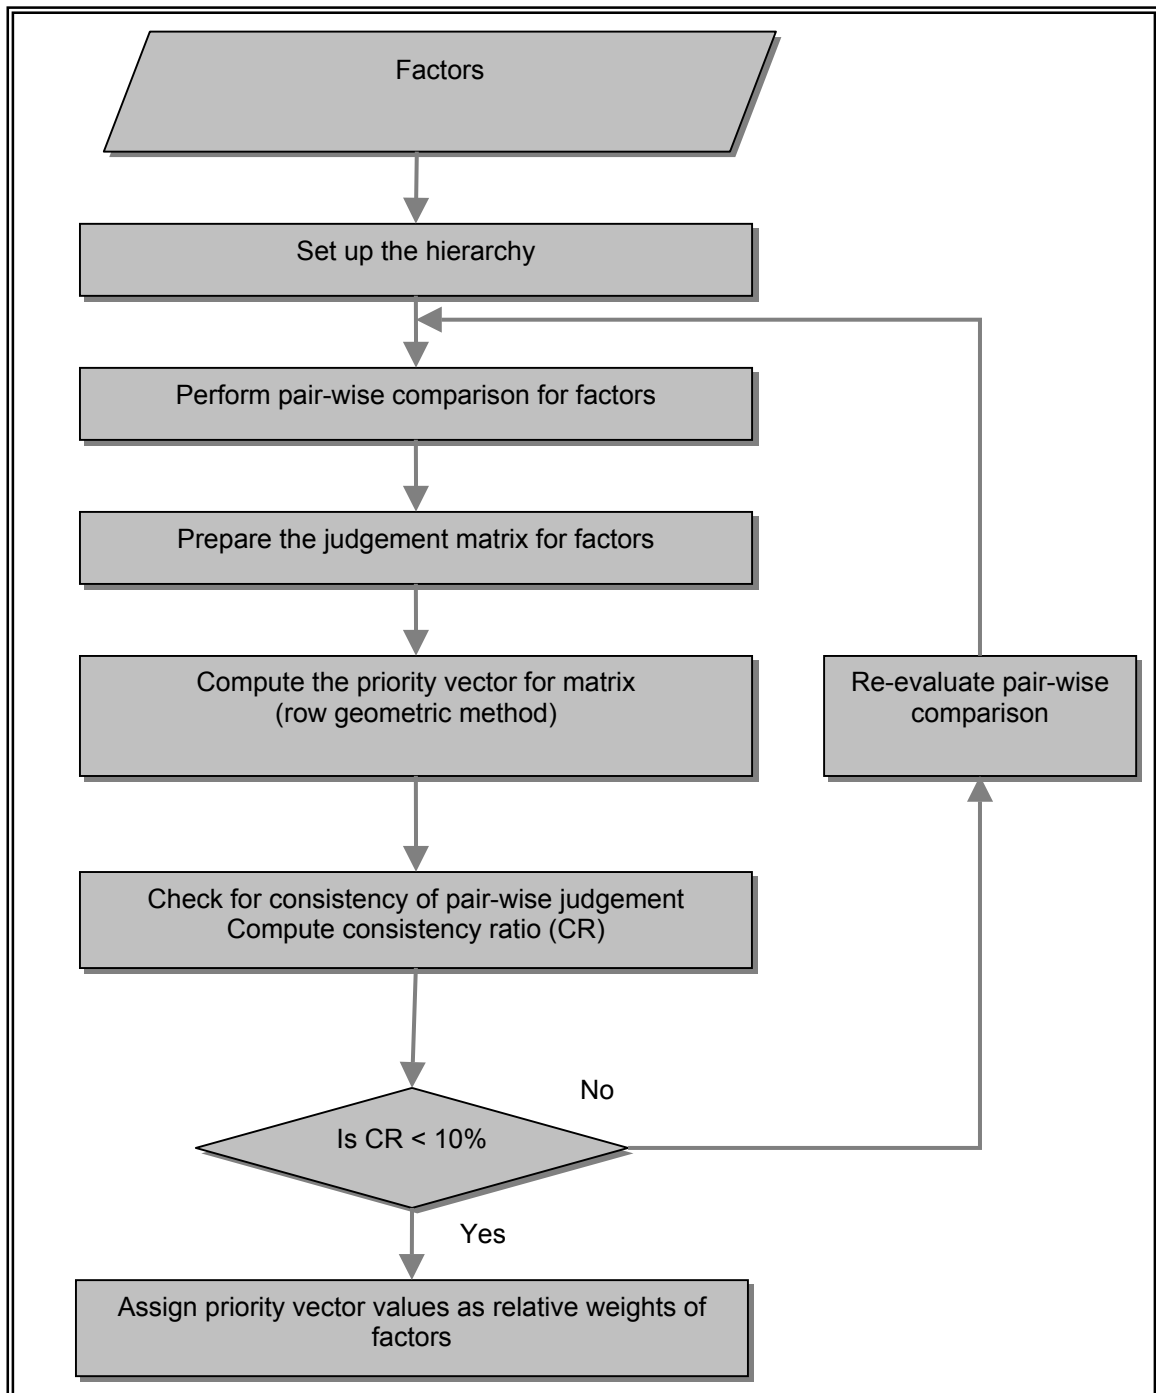 Factors
Set up the hierarchy
Perform pair-wise comparison for factors
Prepare the judgement matrix for factors
Compute the priority vector for matrix
(row geometric method)
Re-evaluate pair-wise
comparison
Check for consistency of pair-wise judgement
Compute consistency ratio (CR)
No
Is CR < 10%
Yes
Assign priority vector values as relative weights of
factors